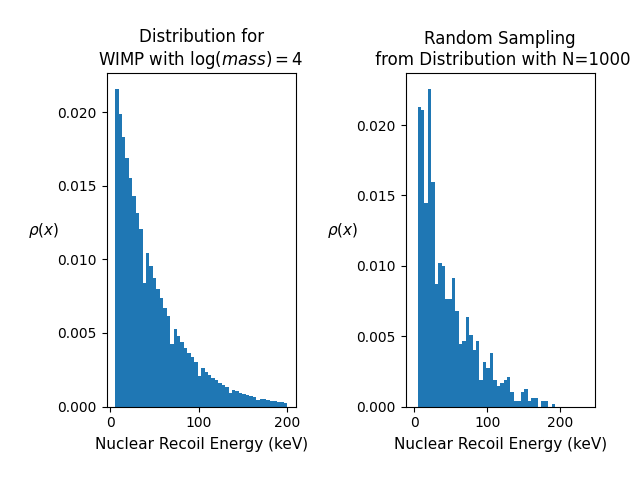 Distribution for
WIMP with log(mass) = 4
0.020
0.015
ρ(x)
0.010
0.005
0.000
0
100
200
Nuclear Recoil Energy (keV)
Random Sampling
from Distribution with N=1000
0.020
0.015
ρ(x)
0.010
0.005
0.000
0
100
200
Nuclear Recoil Energy (keV)